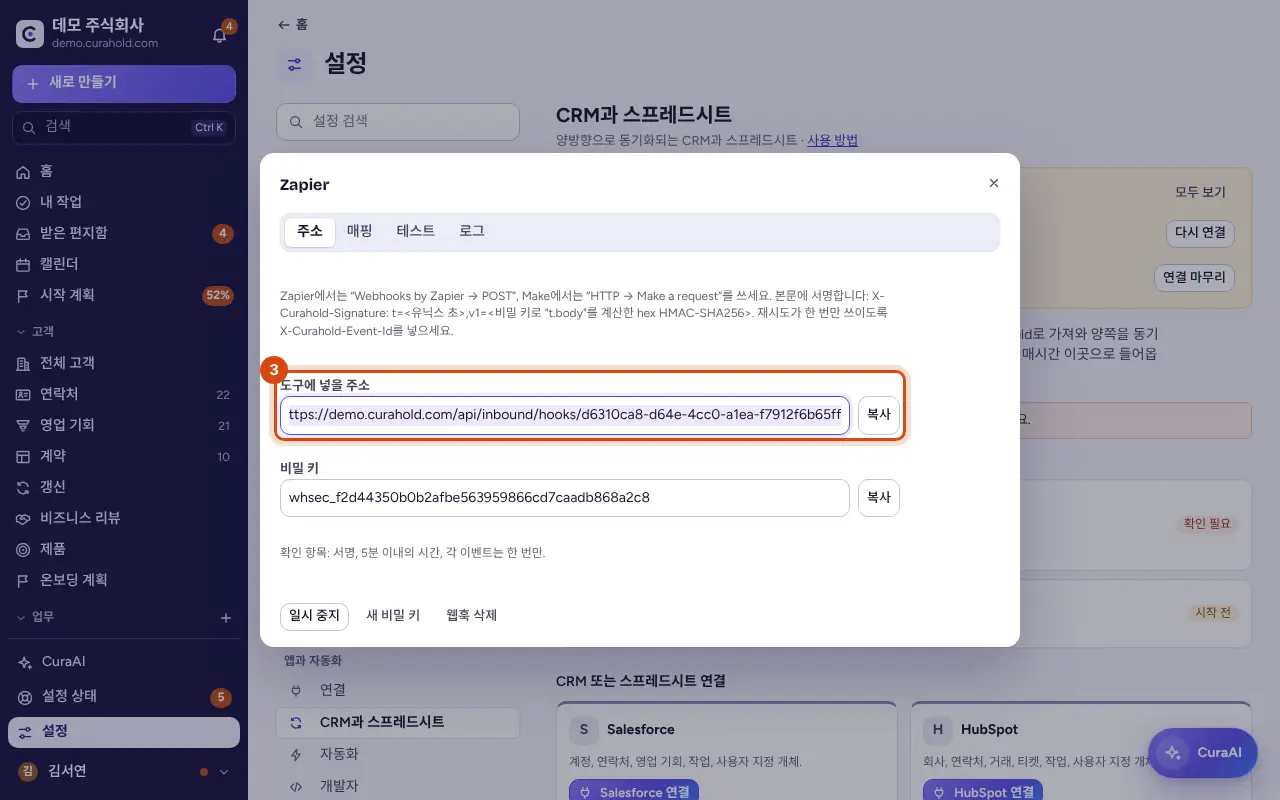 데모 주식회사
demo.curahold.com
4
새로 만들기
검색
Ctrl K
홈
내 작업
받은 편지함
4
캘린더
시작 계획
52%
고객
전체 고객
연락처
22
영업 기회
21
계약
10
갱신
비즈니스 리뷰
제품
온보딩 계획
업무
CuraAI
설정 상태
5
설정
김
김서연
홈
설정
설정 검색
CRM과 스프레드시트
양방향으로 동기화되는 CRM과 스프레드시트 · 사용 방법
모두 보기
다시 연결
연결 마무리
ld로 가져와 양쪽을 동기
매시간 이곳으로 들어옵
요.
확인 필요
시작 전
Zapier
주소
매핑
테스트
로그
Zapier에서는 “Webhooks by Zapier → POST”, Make에서는 “HTTP → Make a request”를 쓰세요. 본문에 서명합니다: X-
Curahold-Signature: t=<유닉스 초>,v1=<비밀 키로 "t.body"를 계산한 hex HMAC-SHA256>. 재시도가 한 번만 쓰이도록
X-Curahold-Event-Id를 넣으세요.
3
도구에 넣을 주소
ttps://demo.curahold.com/api/inbound/hooks/d6310ca8-d64e-4cc0-a1ea-f7912f6b65ff
복사
비밀 키
whsec_f2d44350b0b2afbe563959866cd7caadb868a2c8
복사
확인 항목: 서명, 5분 이내의 시간, 각 이벤트는 한 번만.
일시 중지
새 비밀 키
웹훅 삭제
앱과 자동화
연결
CRM과 스프레드시트
자동화
개발자
CRM 또는 스프레드시트 연결
S
Salesforce
계정, 연락처, 영업 기회, 작업, 사용자 지정 개체.
Salesforce 연결
H
HubSpot
회사, 연락처, 거래, 티켓, 작업, 사용자 지정
HubSpot 연결
CuraAI